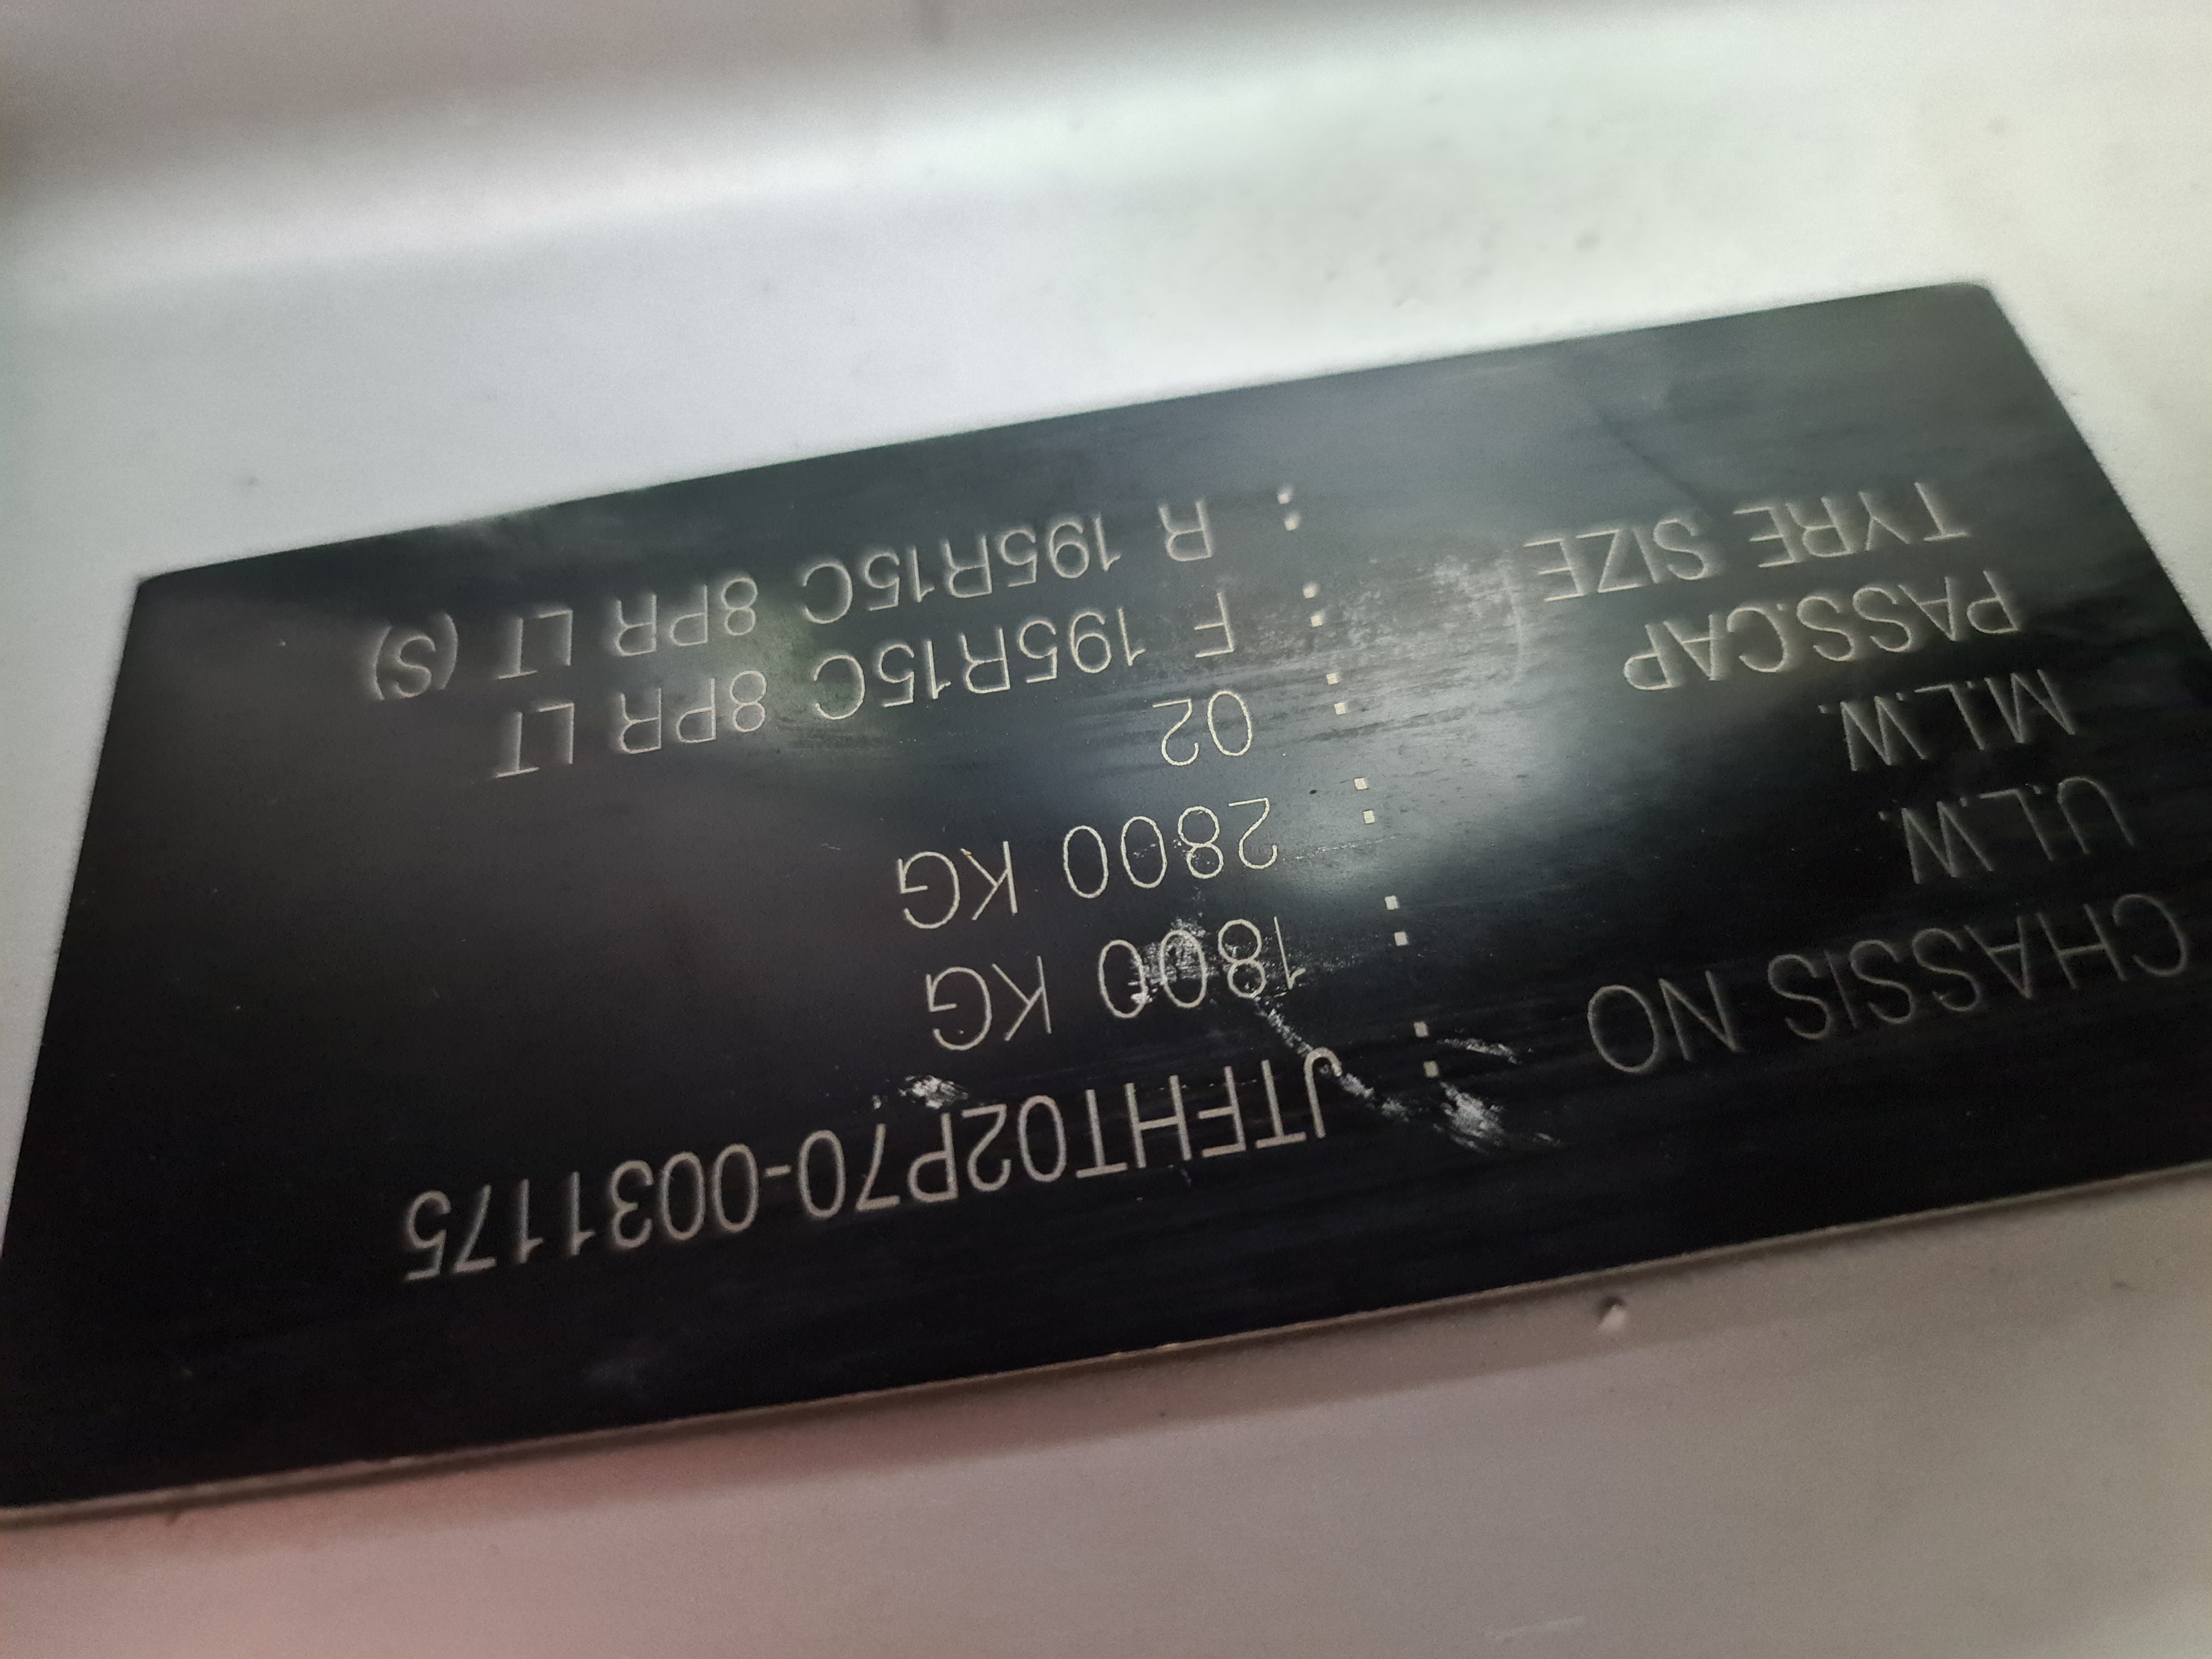 CHASSIS NO : JTFHT02P70-0031175
U.L.W. : 1800 KG
M.L.W. : 2800 KG
PASS.CAP : 02
TYRE SIZE : F 195R15C 8PR LT
: R 195R15C 8PR LT (S)